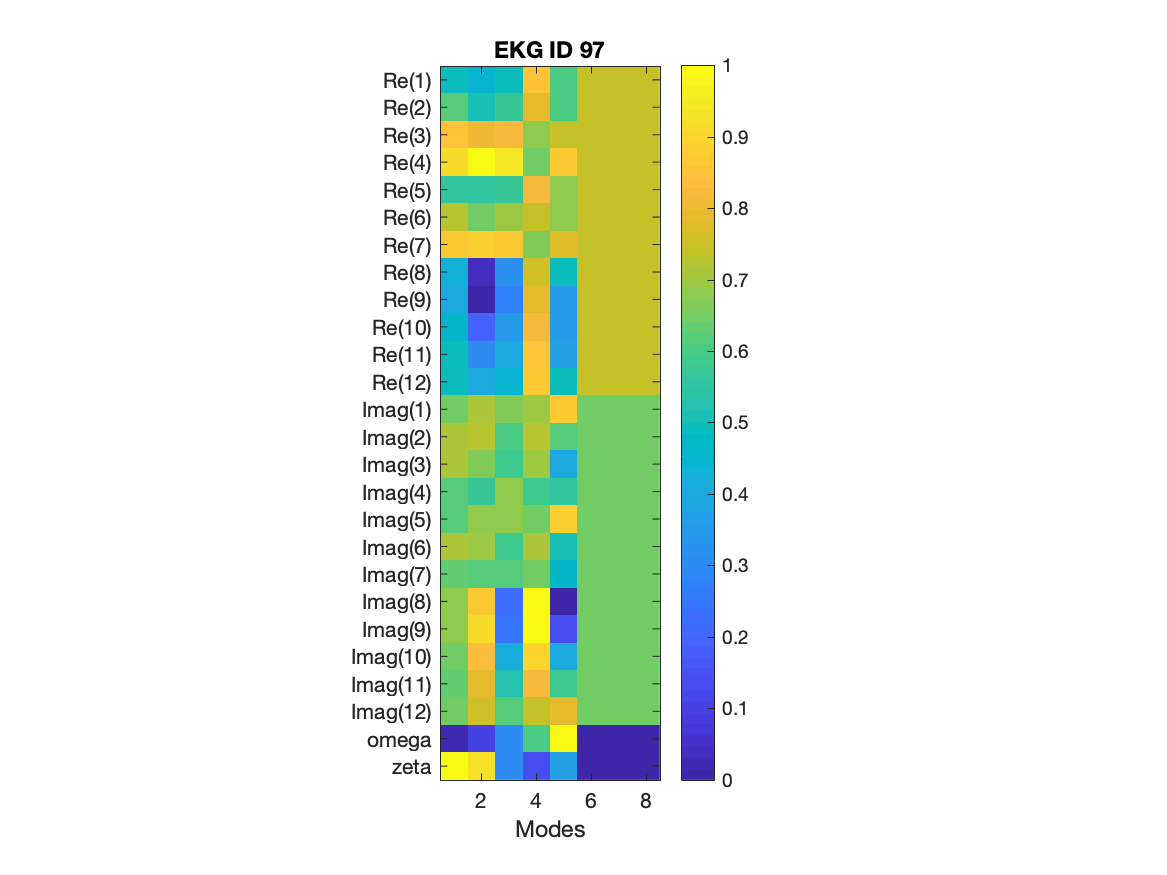 EKG ID 97
Re(1)
Re(2)
Re(3)
Re(4)
Re(5)
Re(6)
Re(7)
Re(8)
Re(9)
Re(10)
Re(11)
Re(12)
Imag(1)
Imag(2)
Imag(3)
Imag(4)
Imag(5)
Imag(6)
Imag(7)
Imag(8)
Imag(9)
Imag(10)
Imag(11)
Imag(12)
omega
zeta
2 4 6 8
Modes
1
0.9
0.8
0.7
0.6
0.5
0.4
0.3
0.2
0.1
0